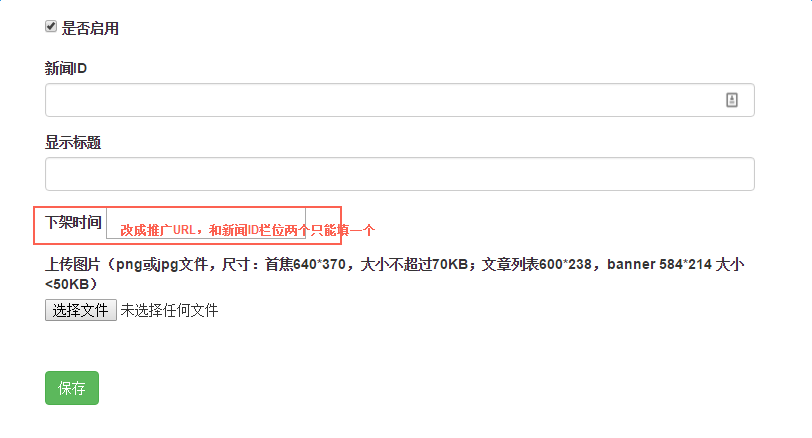 是否启用
新闻ID
显示标题
下架时间
改成推广URL，和新闻ID栏位两个只能填一个
上传图片（png或jpg文件，尺寸：首焦640*370，大小不超过70KB；文章列表600*238，banner 584*214 大小
<50KB）
选择文件 未选择任何文件
保存